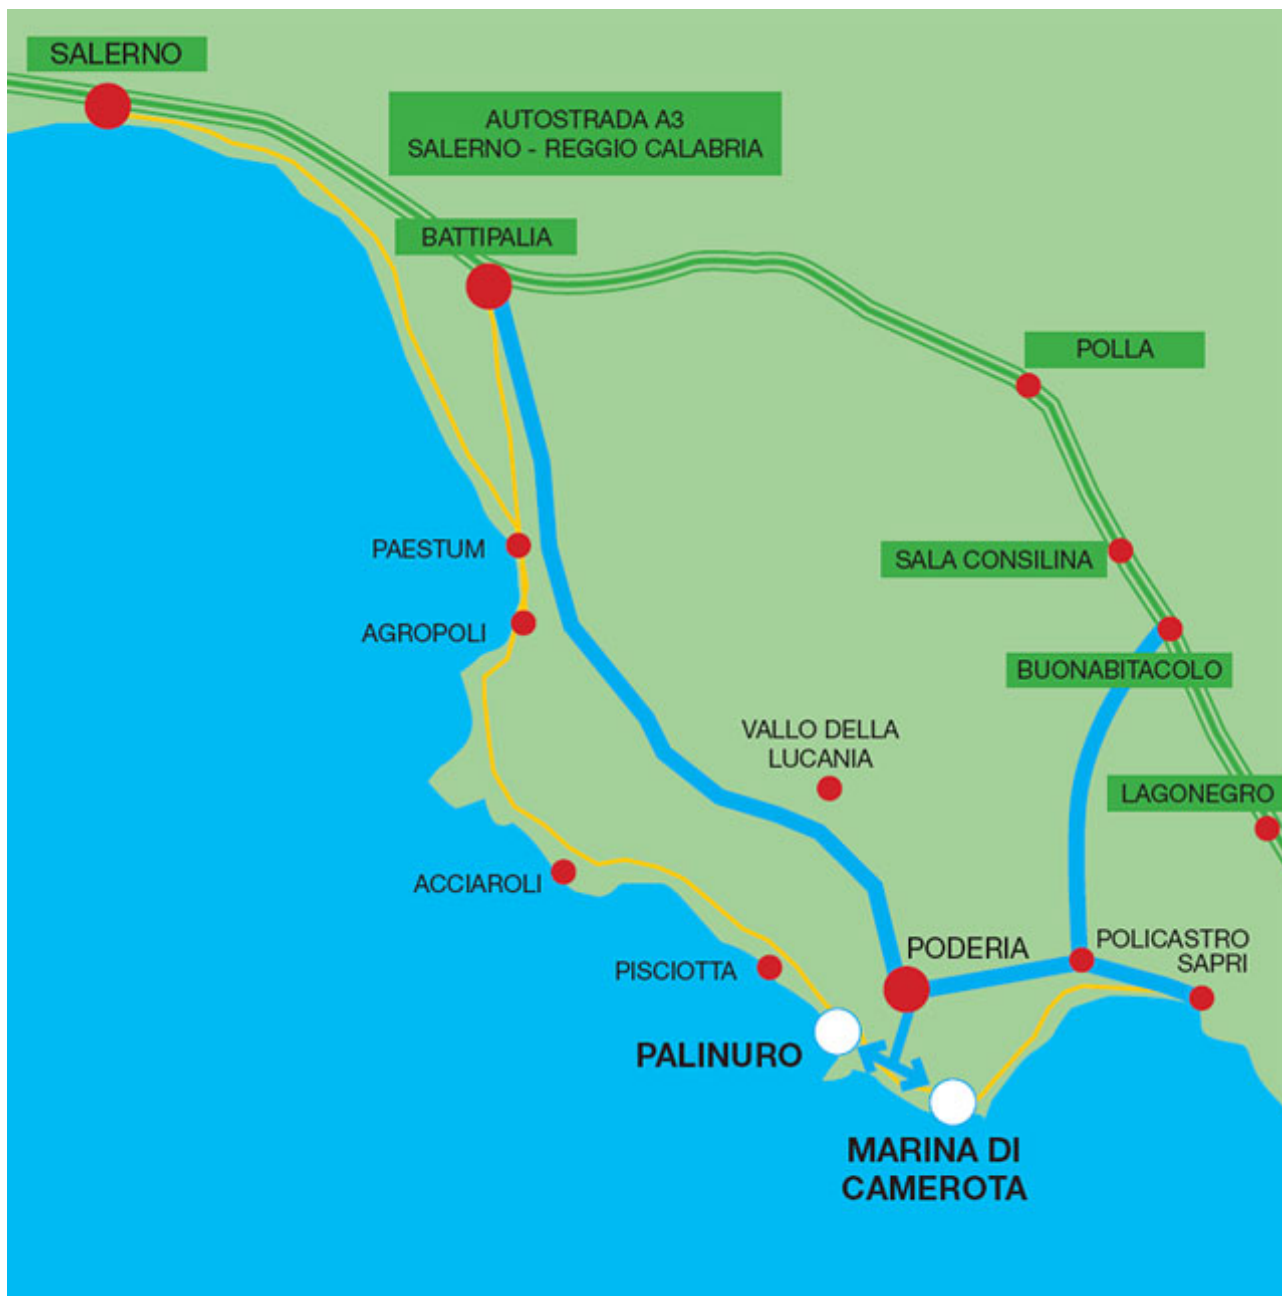 SALERNO
AUTOSTRADA A3
SALERNO - REGGIO CALABRIA
BATTIPALIA
POLLA
PAESTUM
SALA CONSILINA
AGROPOLI
BUONABITACOLO
VALLO DELLA
LUCANIA
LAGONEGRO
ACCIAROLI
PODERIA
POLICASTRO
SAPRI
PISCIOTTA
PALINURO
MARINA DI
CAMEROTA